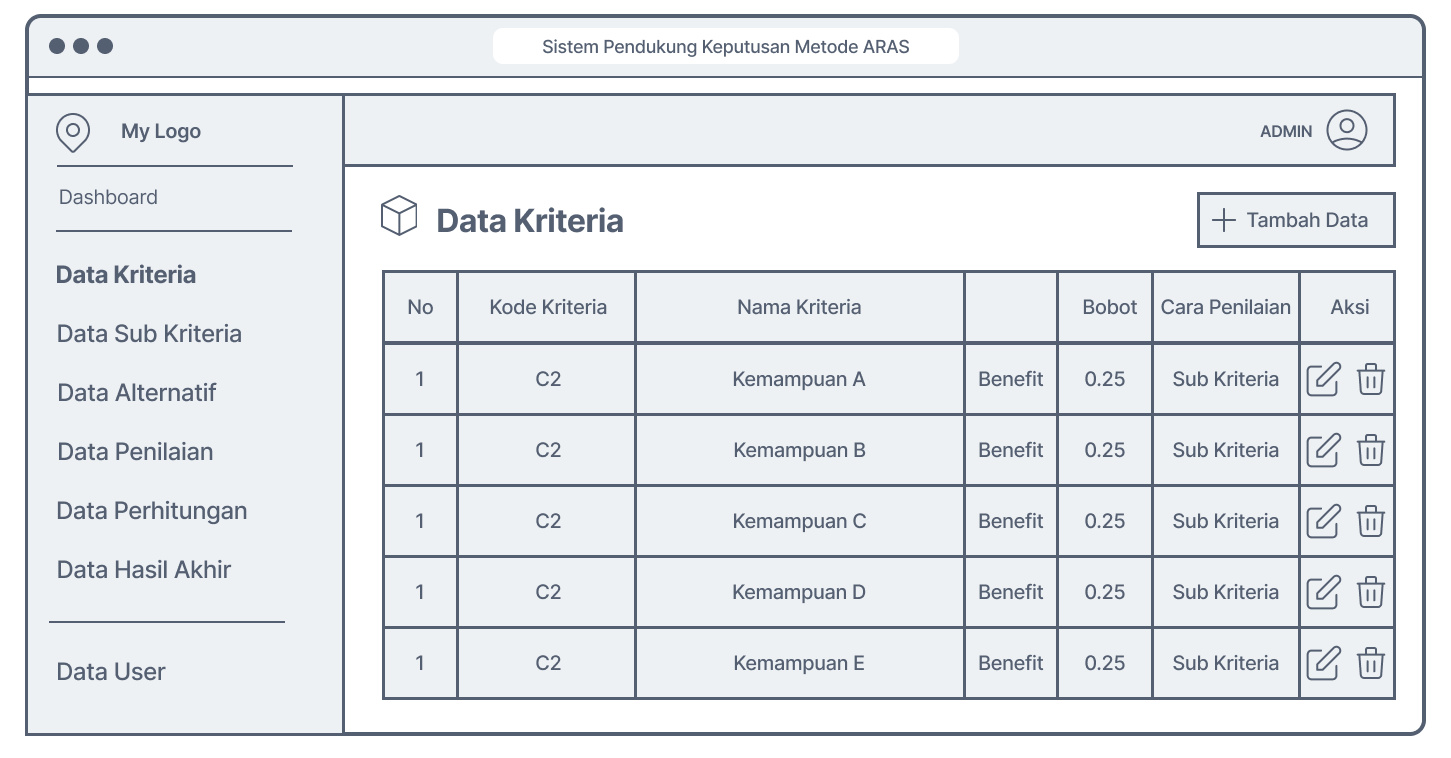 Sistem Pendukung Keputusan Metode ARAS
My Logo
ADMIN
Dashboard
Data Kriteria
Data Sub Kriteria
Data Alternatif
Data Penilaian
Data Perhitungan
Data Hasil Akhir
Data User
Data Kriteria
Tambah Data
No Kode Kriteria Nama Kriteria Bobot Cara Penilaian Aksi
1 C2 Kemampuan A Benefit 0.25 Sub Kriteria
1 C2 Kemampuan B Benefit 0.25 Sub Kriteria
1 C2 Kemampuan C Benefit 0.25 Sub Kriteria
1 C2 Kemampuan D Benefit 0.25 Sub Kriteria
1 C2 Kemampuan E Benefit 0.25 Sub Kriteria